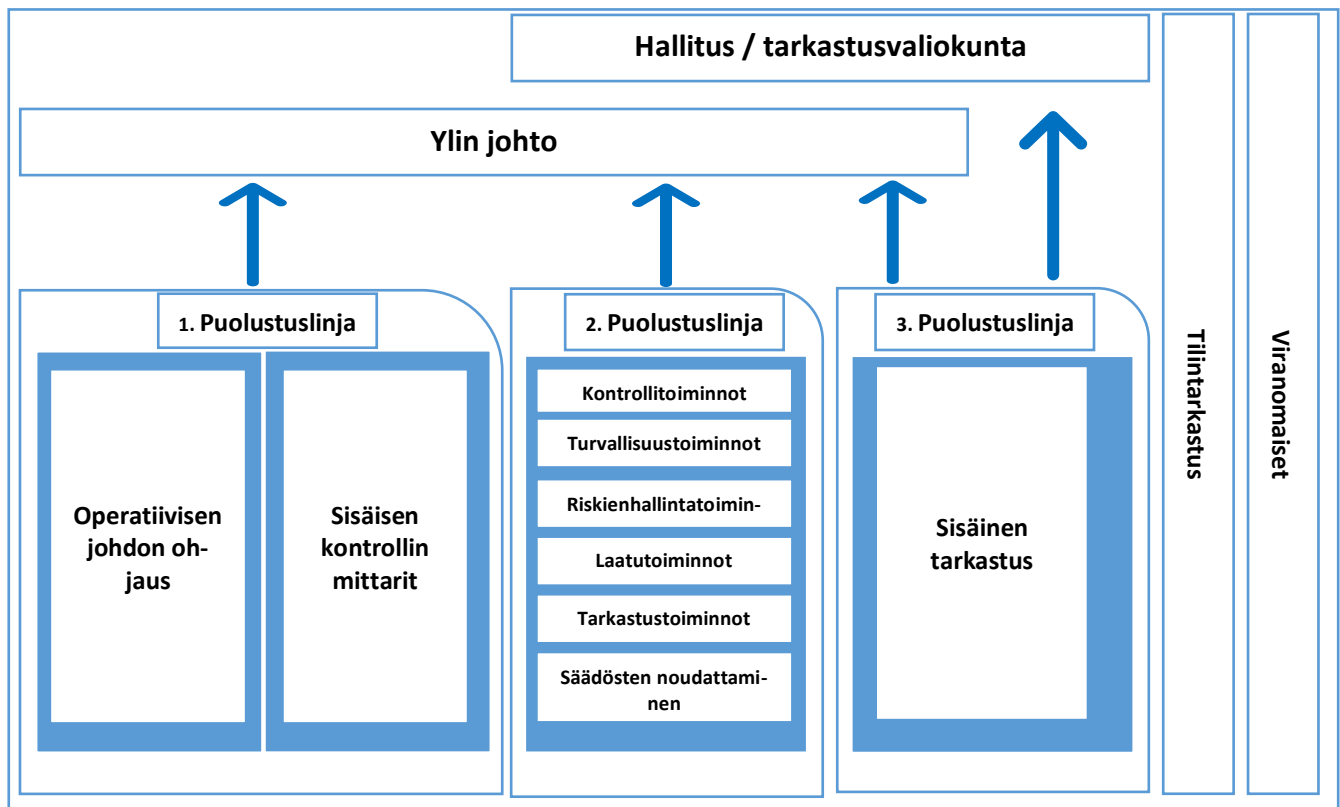 Hallitus / tarkastusvaliokunta
Ylin johto
1. Puolustuslinja
Operatiivisen
johdon oh-
jaus
Sisäisen
kontrollin
mittarit
2. Puolustuslinja
Kontrollitoiminnot
Turvallisuustoiminnot
Riskienhallintatoimin-
Laatutoiminnot
Tarkastustoiminnot
Säädösten noudattami-
nen
3. Puolustuslinja
Sisäinen
tarkastus
Tilintarkastus
Viranomaiset